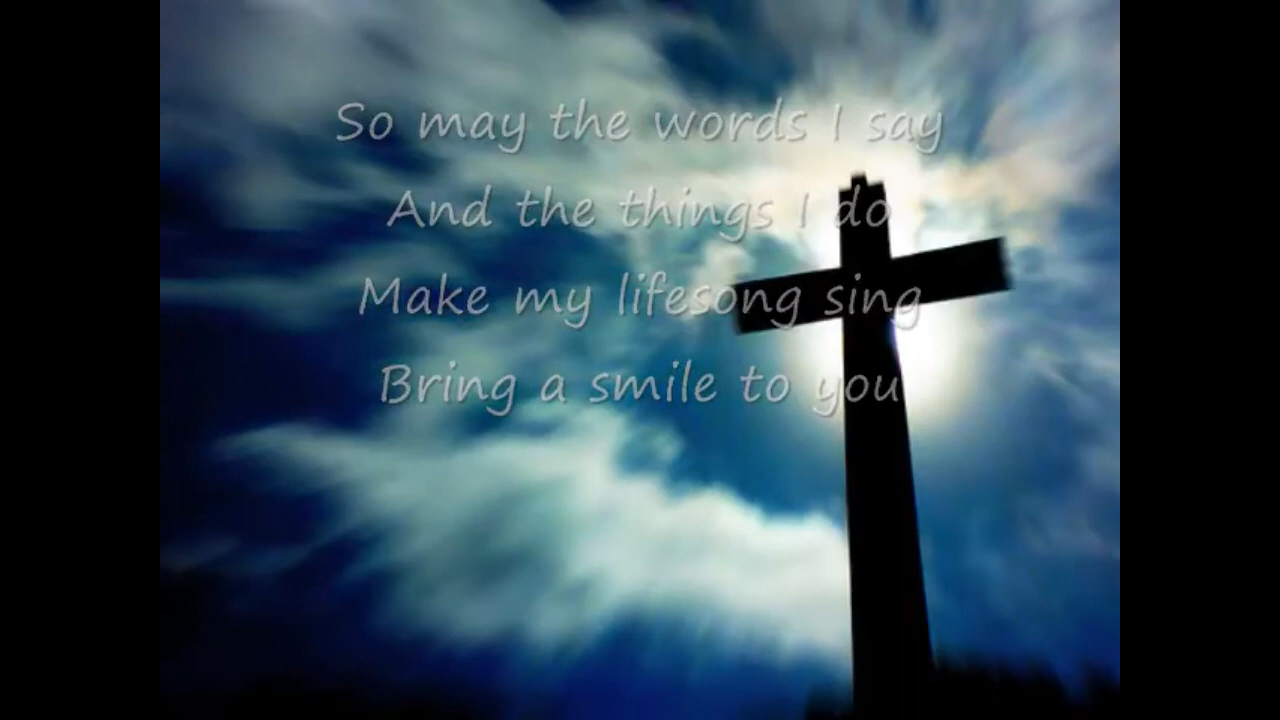 So may the words I say
And the things I do
Make my lifesong sing
Bring a smile to you